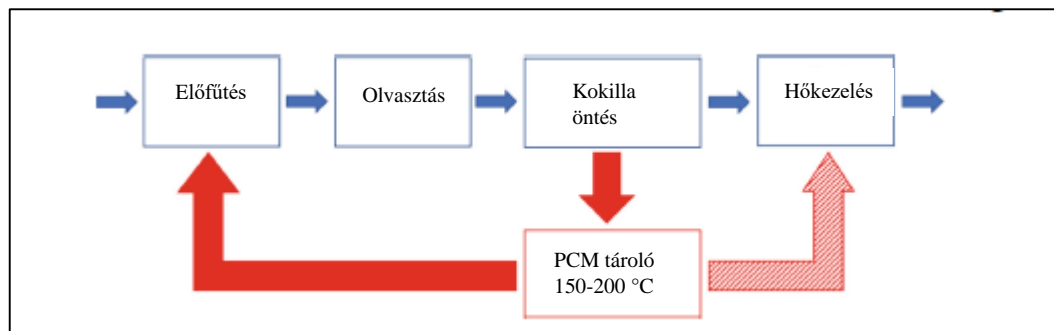 Előfűtés
Olvasztás
Kokilla
öntés
Hőkezelés
PCM tároló
150-200 °C